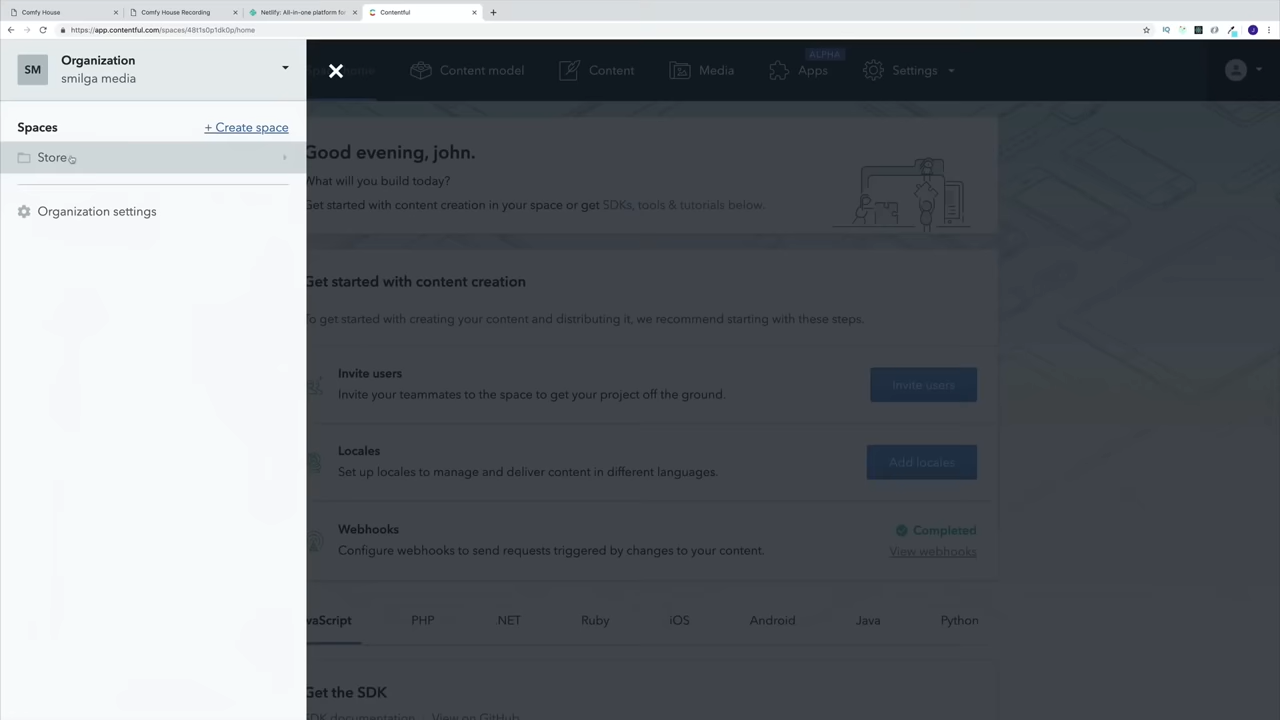 Comfy House
Comfy House Recording
Netlify: All-in-one platform for
Contentful
https://app.contentful.com/spaces/48t1s0p1dk0p/home
SM
Organization
smilga media
Content model
Content
Media
ALPHA
Apps
Settings
Spaces
+ Create space
Store
Organization settings
Good evening, john.
What will you build today?
Get started with content creation in your space or get SDKs, tools & tutorials below.
Get started with content creation
To get started with creating your content and distributing it, we recommend starting with these steps.
Invite users
Invite your teammates to the space to get your project off the ground.
Invite users
Locales
Set up locales to manage and deliver content in different languages.
Add locales
Webhooks
Configure webhooks to send requests triggered by changes to your content.
Completed
View webhooks
vaScript
PHP
.NET
Ruby
iOS
Android
Java
Python
Get the SDK
SDK documentation
View on GitHub